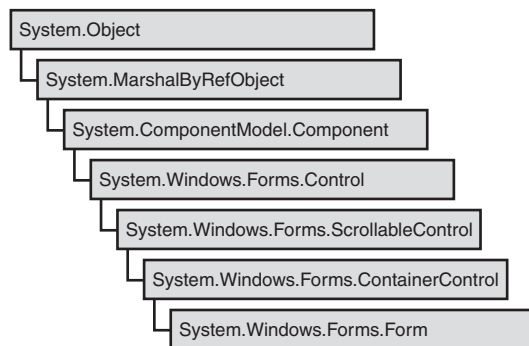 System.Object
System.MarshalByRefObject
System.ComponentModel.Component
System.Windows.Forms.Control
System.Windows.Forms.ScrollableControl
System.Windows.Forms.ContainerControl
System.Windows.Forms.Form